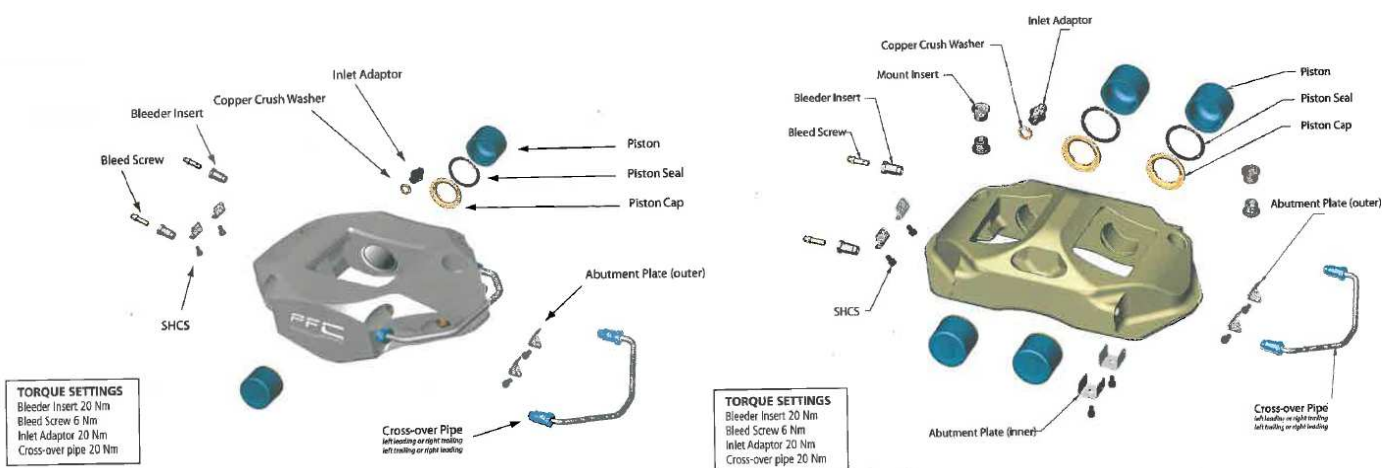 Inlet Adaptor
Copper Crush Washer
Bleeder Insert
Bleed Screw
Piston
Piston Seal
Piston Cap
SHCS
Abutment Plate (outer)
PFC
TORQUE SETTINGS
Bleeder Insert 20 Nm
Bleed Screw 6 Nm
Inlet Adaptor 20 Nm
Cross-over pipe 20 Nm
Cross-over Pipe
left leading or right trailing
left trailing or right leading
Inlet Adaptor
Copper Crush Washer
Mount Insert
Bleeder Insert
Bleed Screw
Piston
Piston Seal
Piston Cap
Abutment Plate (outer)
SHCS
TORQUE SETTINGS
Bleeder Insert 20 Nm
Bleed Screw 6 Nm
Inlet Adaptor 20 Nm
Cross-over pipe 20 Nm
Abutment Plate (inner)
Cross-over Pipe
left leading or right trailing
left trailing or right leading